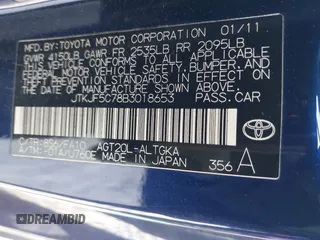 MFD. BY: TOYOTA MOTOR CORPORATION 01/11
GVWR 4150LB GAWR FR 2535LB RR 2095LB
THIS VEHICLE CONFORMS TO ALL APPLICABLE
FEDERAL MOTOR VEHICLE SAFETY AND
THEFT PREVENTION STANDARDS IN EFFECT ON
THE DATE OF MANUFACTURE SHOWN ABOVE.
JTKJF5C78B3018653 PASS.CAR
AGT20L-ALTGKA
MADE IN JAPAN
356 A
TOYOTA
DREAMBID